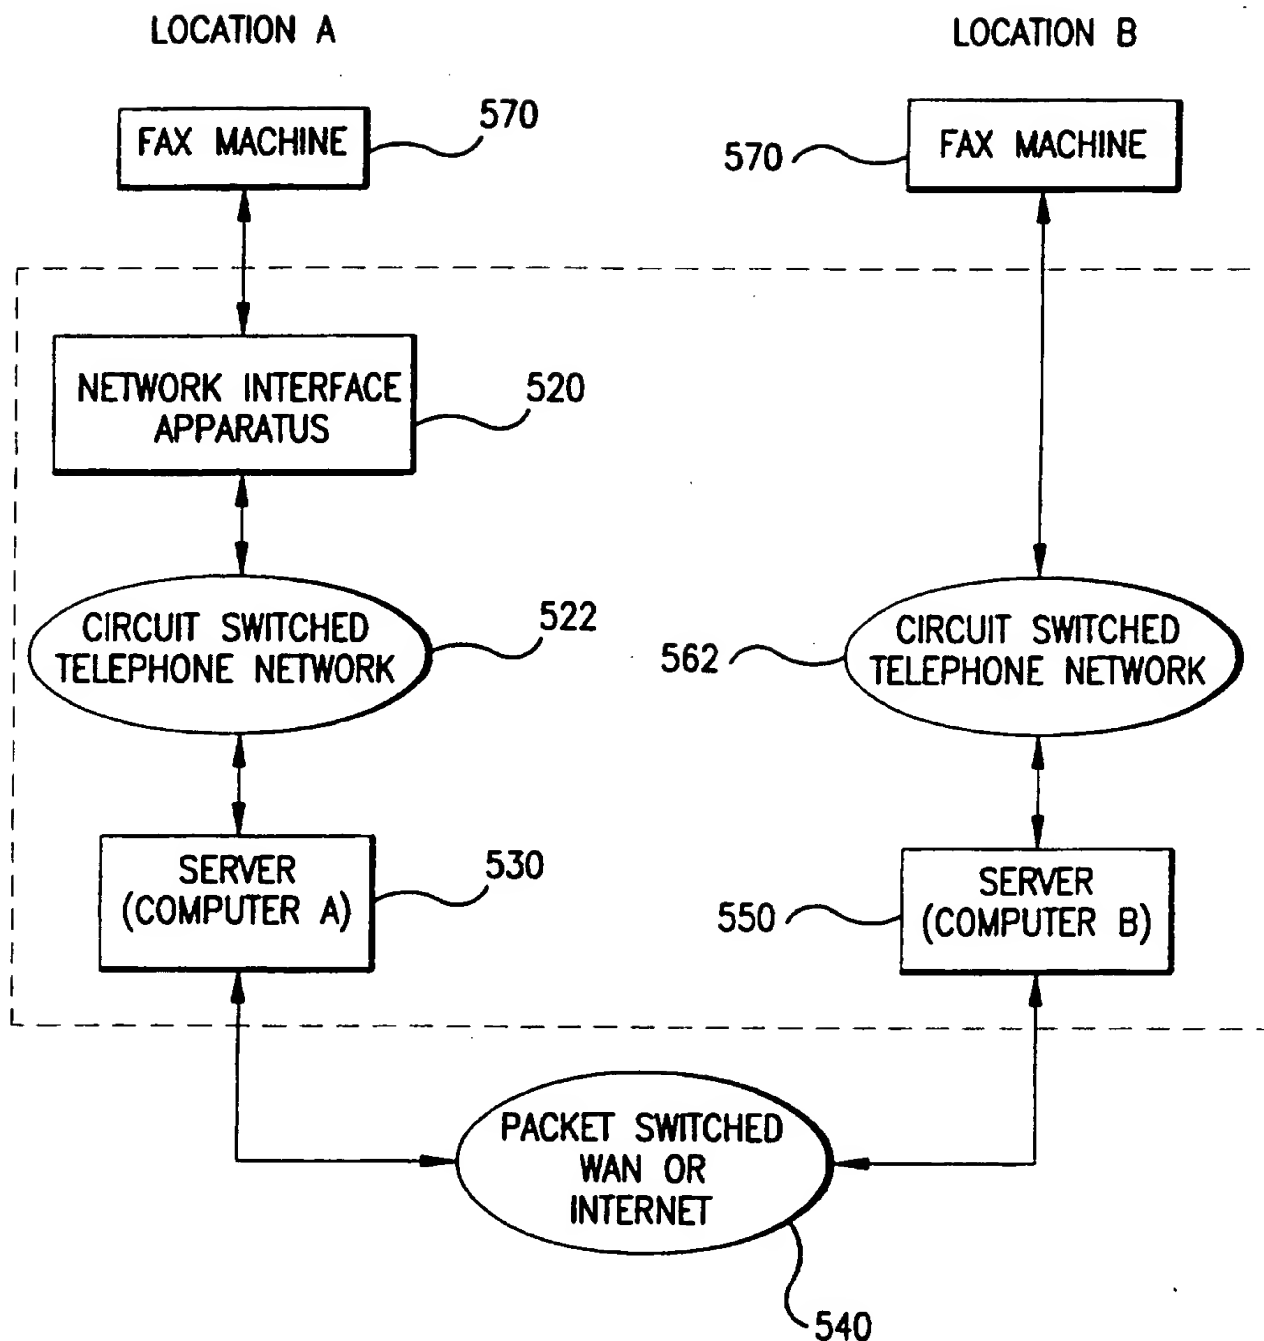 LOCATION A
LOCATION B
FAX MACHINE
570
570
FAX MACHINE
NETWORK INTERFACE
APPARATUS
520
CIRCUIT SWITCHED
TELEPHONE NETWORK
522
562
CIRCUIT SWITCHED
TELEPHONE NETWORK
SERVER
(COMPUTER A)
530
550
SERVER
(COMPUTER B)
PACKET SWITCHED
WAN OR
INTERNET
540